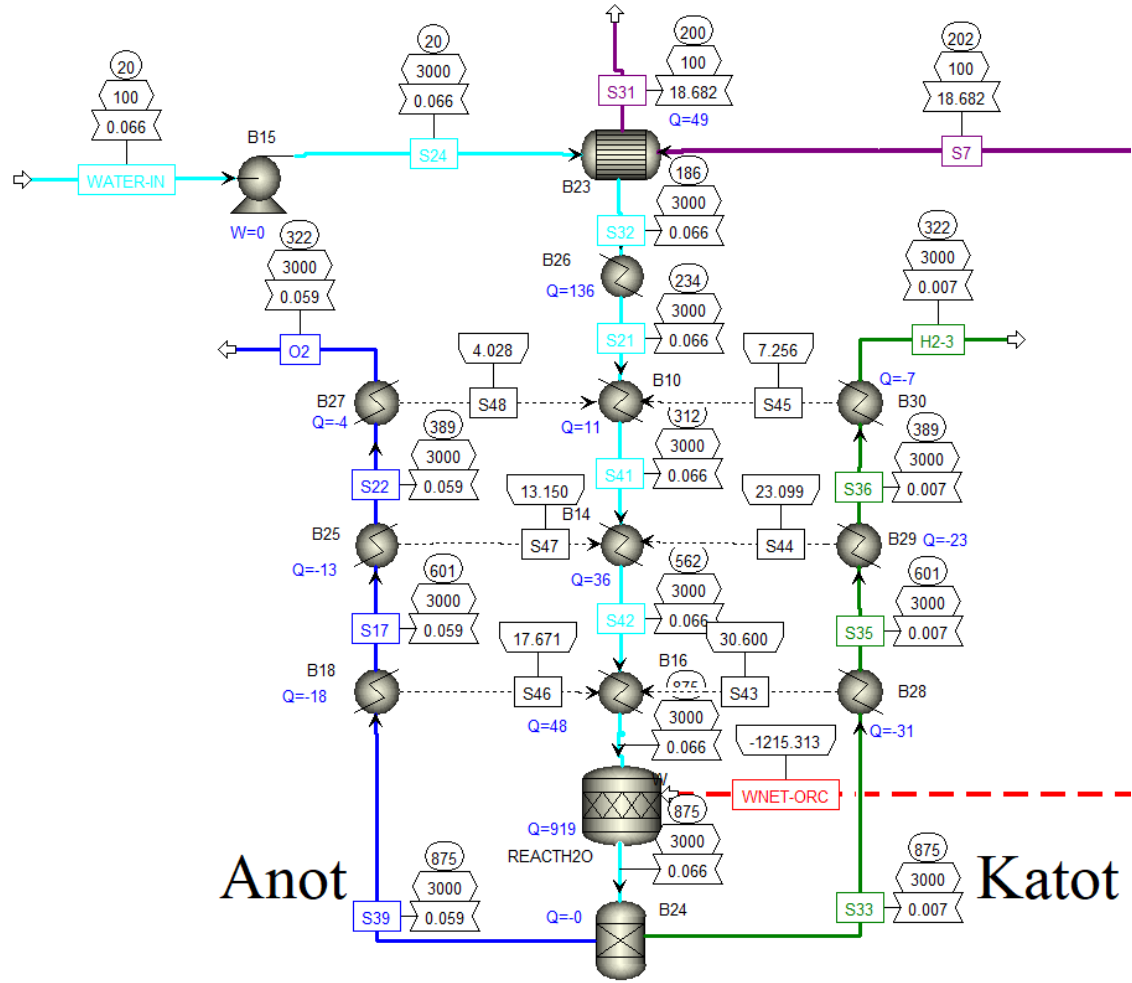 20
100
0.066
WATER-IN
B15
W=0
20
3000
0.066
S24
200
100
18.682
S31
Q=49
202
100
18.682
S7
B23
186
3000
0.066
S32
B26
Q=136
234
3000
0.066
S21
322
3000
0.059
O2
322
3000
0.007
H2-3
4.028
S48
7.256
S45
B27
Q=-4
B10
Q=11
Q=-7
B30
389
3000
0.059
S22
312
3000
0.066
S41
389
3000
0.007
S36
13.150
S47
B14
23.099
S44
B25
Q=-13
Q=36
B29
Q=-23
601
3000
0.059
S17
562
3000
0.066
S42
601
3000
0.007
S35
17.671
S46
30.600
S43
B18
Q=-18
B16
Q=48
B28
Q=-31
875
3000
0.066
-1215.313
WNET-ORC
W
Q=919
REACTH2O
875
3000
0.066
Anot
875
3000
0.059
S39
Q=-0
B24
875
3000
0.007
S33
Katot